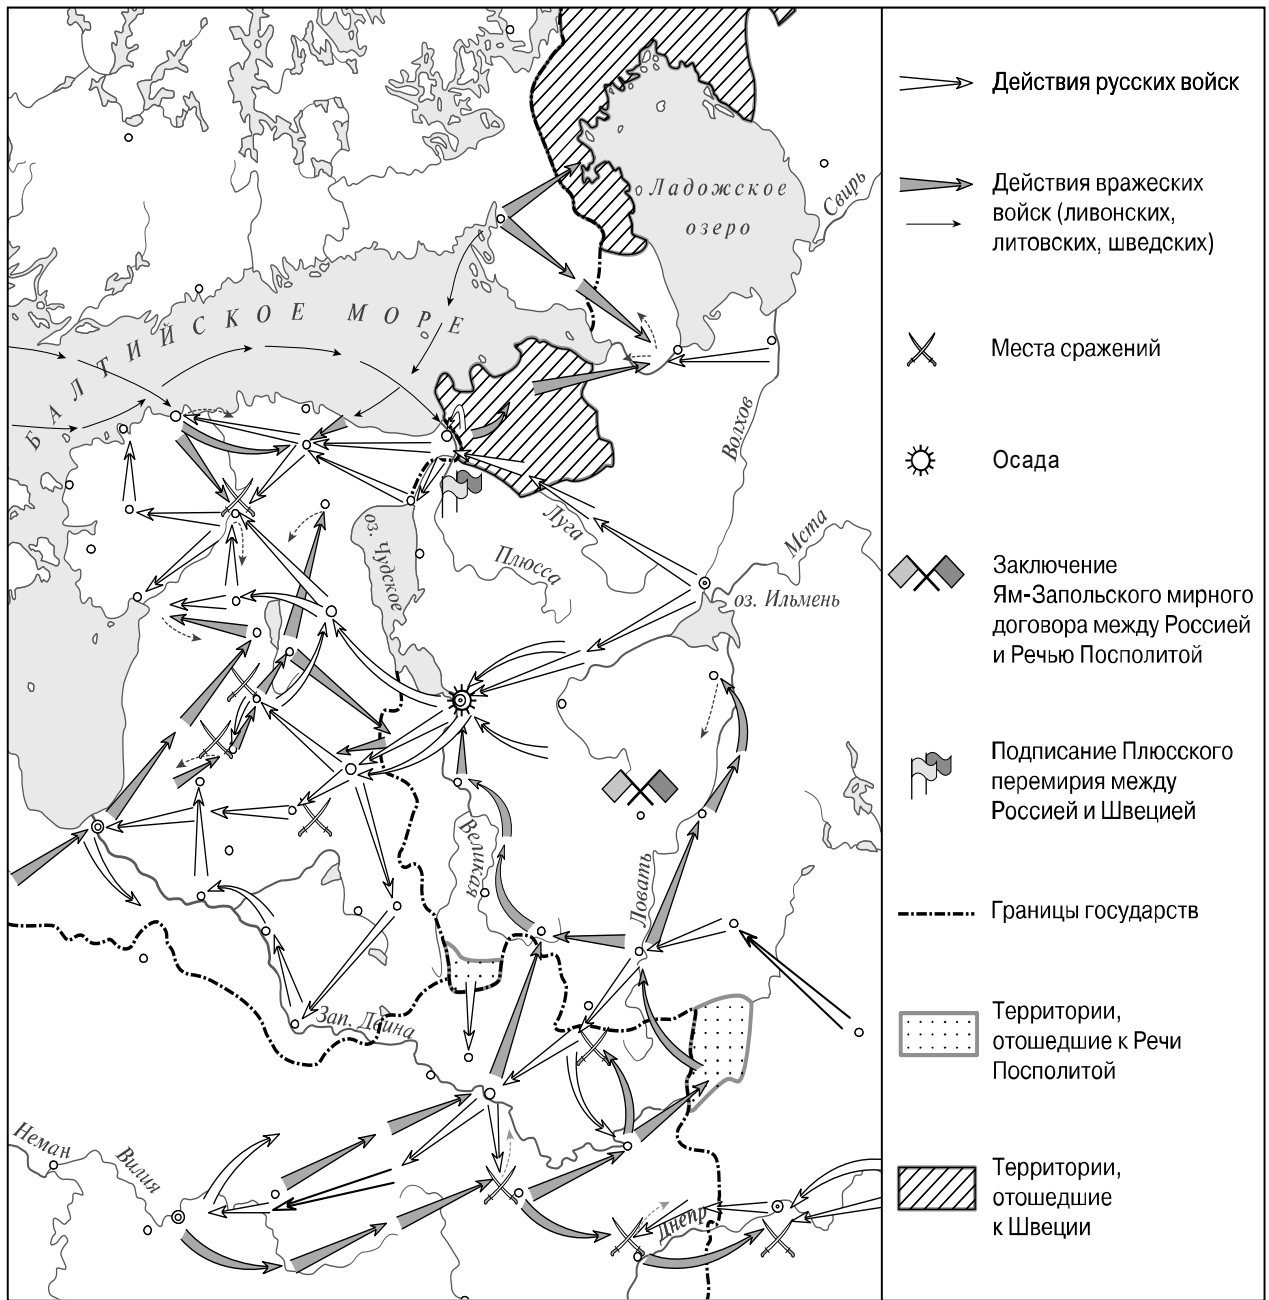 Ладожское
озеро
Свирь
БАЛТИЙСКОЕ МОРЕ
Волхов
Мста
Луга
Плюсса
оз. Чудское
оз. Ильмень
Великая
Ловать
Зап. Двина
Неман
Вилия
Днепр
Действия русских войск
Действия вражеских
войск (ливонских,
литовских, шведских)
Места сражений
Осада
Заключение
Ям-Запольского мирного
договора между Россией
и Речью Посполитой
Подписание Плюсского
перемирия между
Россией и Швецией
Границы государств
Территории,
отошедшие к Речи
Посполитой
Территории,
отошедшие
к Швеции